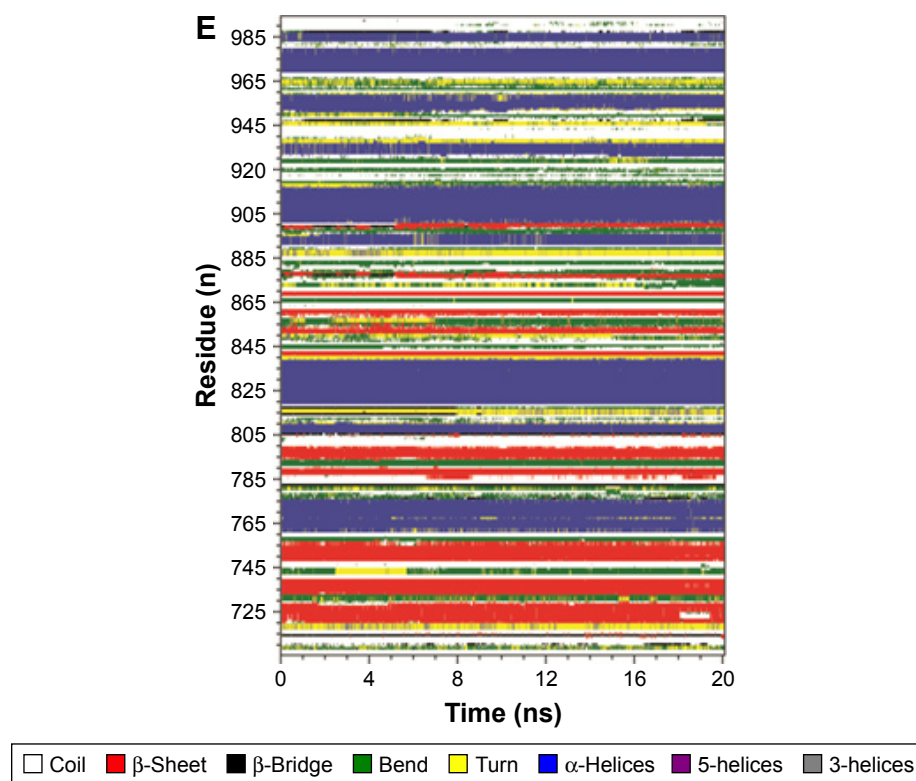 E
985
965
945
920
905
885
865
845
825
805
785
765
745
725
Residue (n)
0 4 8 12 16 20
Time (ns)
Coil β-Sheet β-Bridge Bend Turn α-Helices 5-helices 3-helices